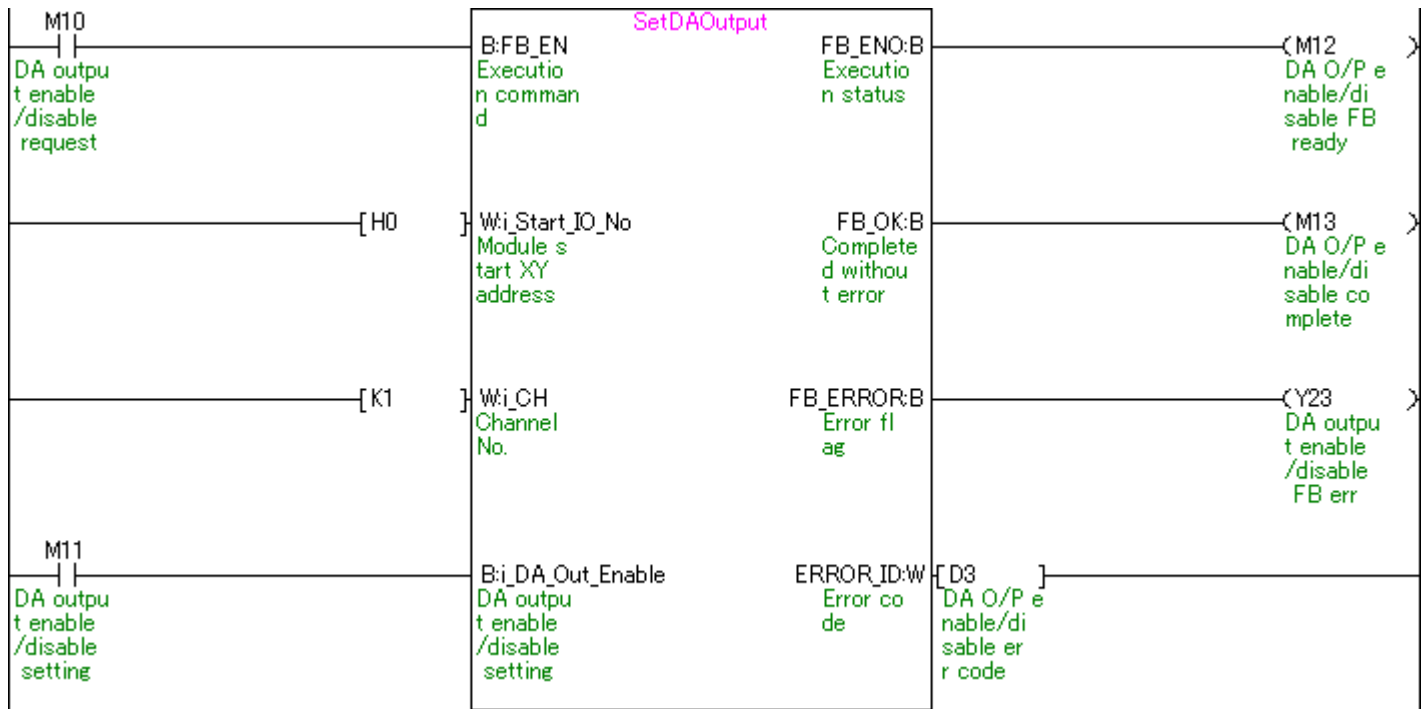 SetDAOutput
M10
B:FB_EN
FB_ENO:B
M12
DA outpu
t enable
/disable
request
Executio
n comman
d
Executio
n status
DA O/P e
nable/di
sable FB
ready
H0
W:i_Start_IO_No
FB_OK:B
M13
Module s
tart XY
address
Complete
d withou
t error
DA O/P e
nable/di
sable co
mplete
K1
W:i_CH
FB_ERROR:B
Y23
Channel
No.
Error fl
ag
DA outpu
t enable
/disable
FB err
M11
B:i_DA_Out_Enable
ERROR_ID:W
D3
DA outpu
t enable
/disable
setting
DA outpu
t enable
/disable
setting
Error co
de
DA O/P e
nable/di
sable er
r code